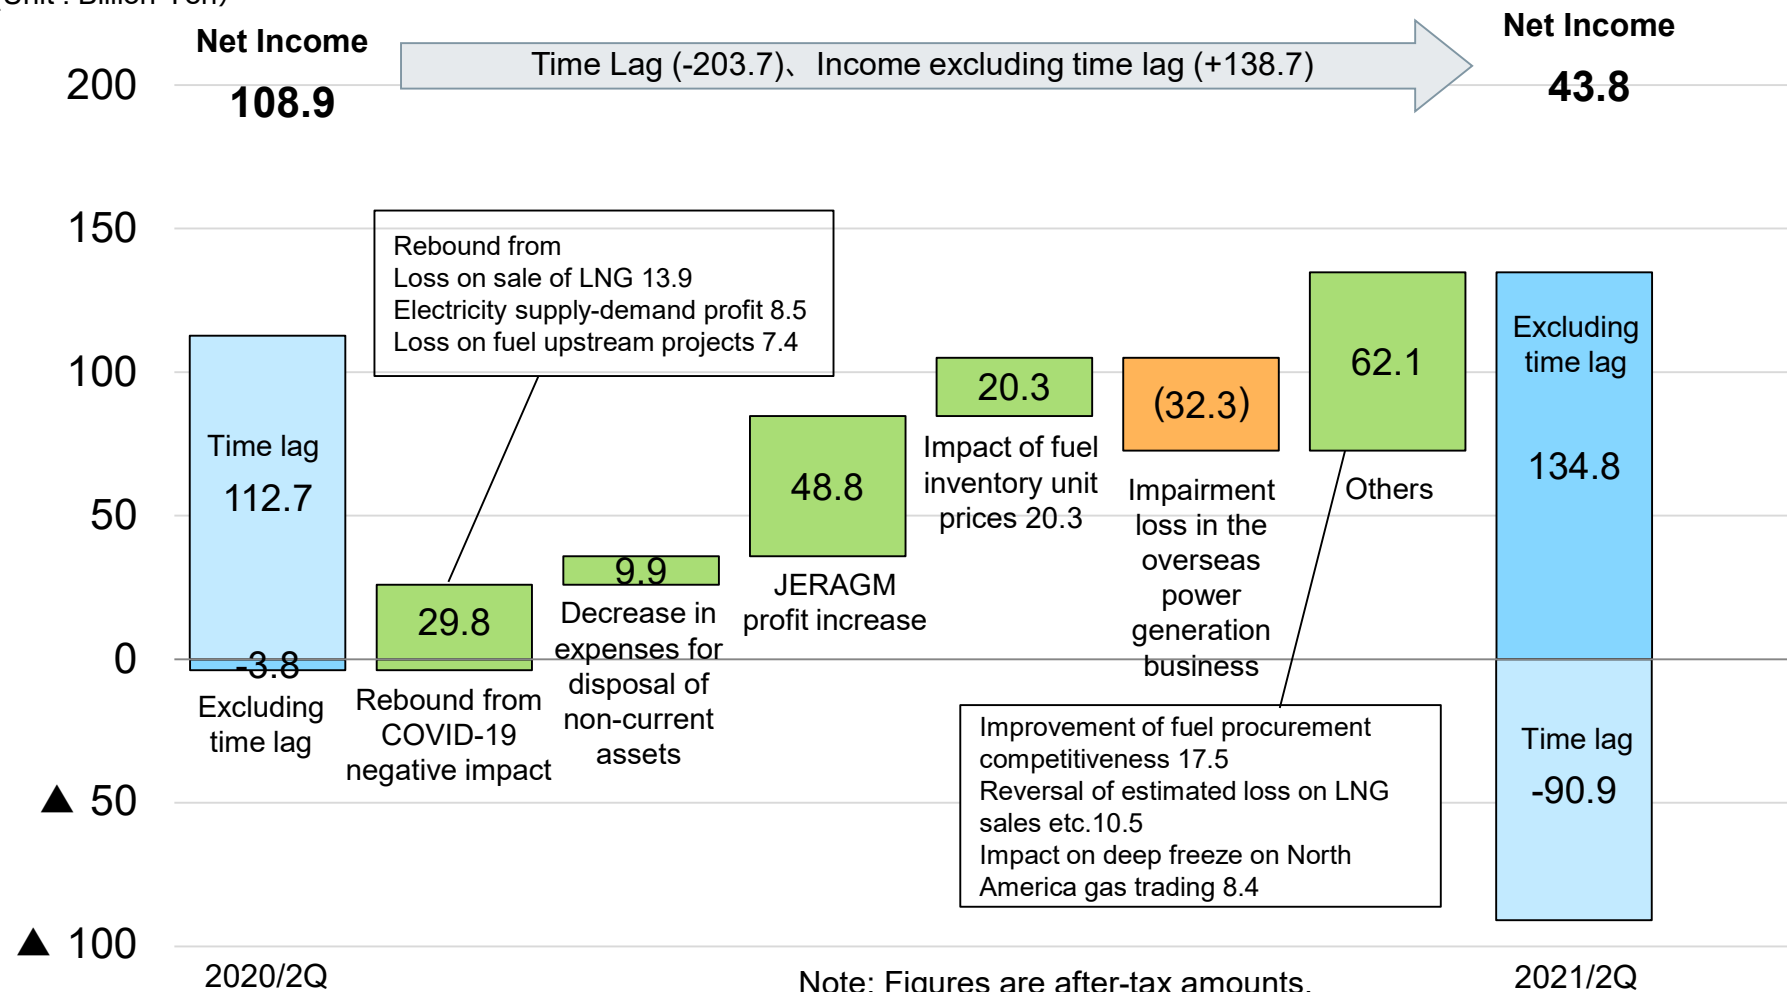 (Unit : Billion Yen)
Net Income
108.9
Time Lag (-203.7)、Income excluding time lag (+138.7)
Net Income
43.8
200
150
100
50
0
▲ 50
▲ 100
Rebound from
Loss on sale of LNG 13.9
Electricity supply-demand profit 8.5
Loss on fuel upstream projects 7.4
Time lag
112.7
-3.8
Excluding
time lag
29.8
Rebound from
COVID-19
negative impact
9.9
Decrease in
expenses for
disposal of
non-current
assets
48.8
JERAGM
profit increase
20.3
Impact of fuel
inventory unit
prices 20.3
(32.3)
Impairment
loss in the
overseas
power
generation
business
62.1
Others
Improvement of fuel procurement
competitiveness 17.5
Reversal of estimated loss on LNG
sales etc.10.5
Impact on deep freeze on North
America gas trading 8.4
Excluding
time lag
134.8
Time lag
-90.9
2020/2Q
Note: Figures are after-tax amounts.
2021/2Q